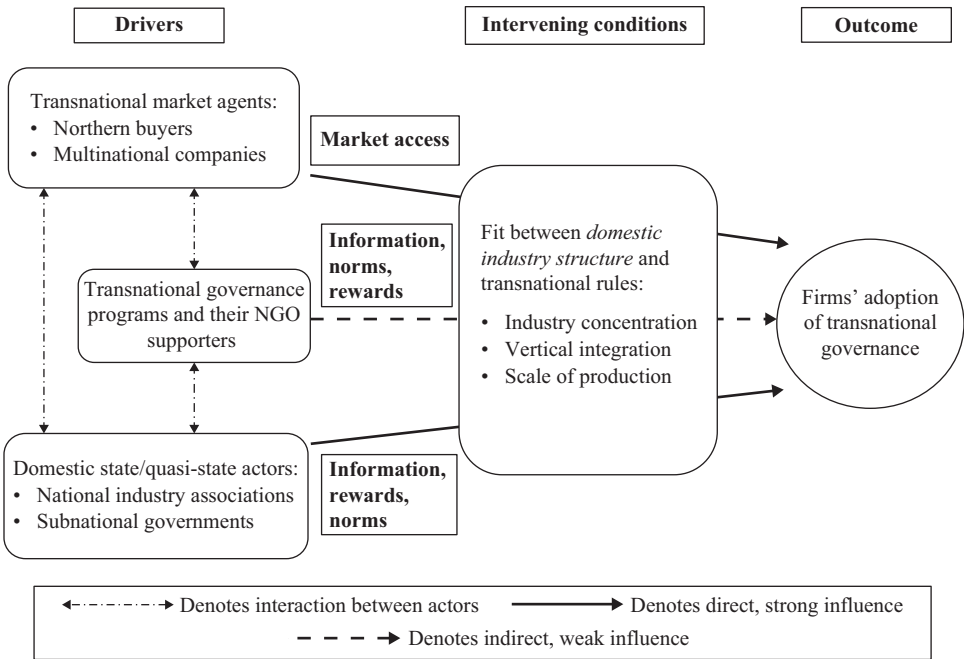 Drivers
Intervening conditions
Outcome
Transnational market agents:
• Northern buyers
• Multinational companies
Market access
Information,
norms,
rewards
Transnational governance
programs and their NGO
supporters
Fit between domestic
industry structure and
transnational rules:
• Industry concentration
• Vertical integration
• Scale of production
Firms’ adoption
of transnational
governance
Domestic state/quasi-state actors:
• National industry associations
• Subnational governments
Information,
rewards,
norms
Denotes interaction between actors
Denotes direct, strong influence
Denotes indirect, weak influence